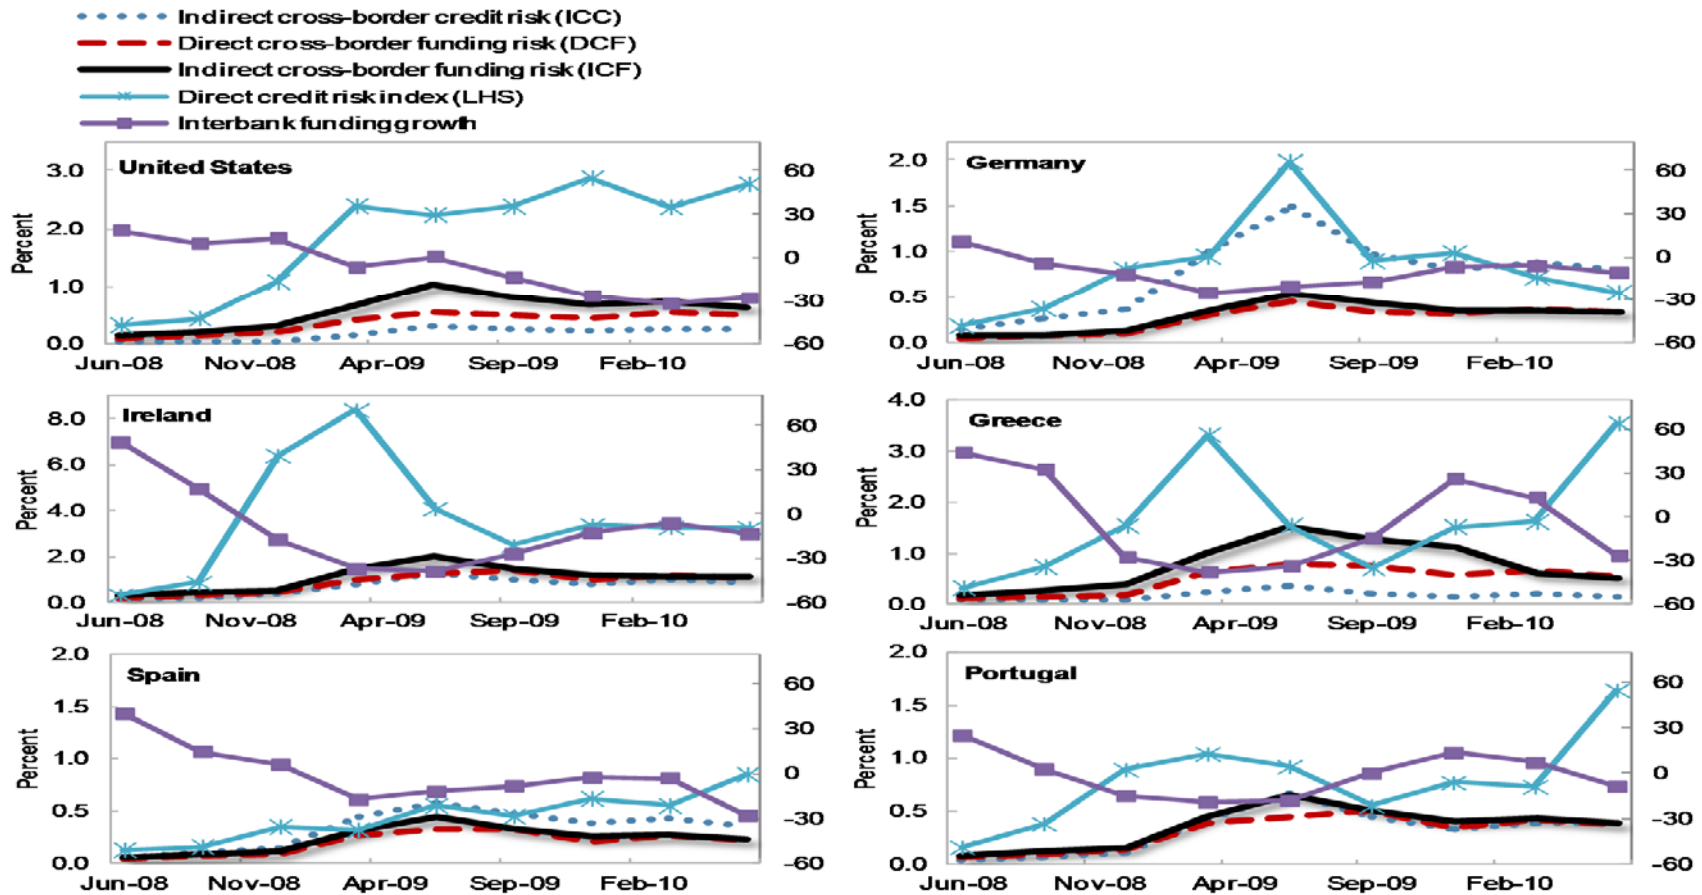 Indirect cross-border credit risk (ICC)
Direct cross-border funding risk (DCF)
Indirect cross-border funding risk (ICF)
Direct credit risk index (LHS)
Interbank funding growth
United States
Percent
3.0
2.0
1.0
0.0
60
30
0
-30
-60
Jun-08 Nov-08 Apr-09 Sep-09 Feb-10
Germany
Percent
2.0
1.5
1.0
0.5
0.0
60
30
0
-30
-60
Jun-08 Nov-08 Apr-09 Sep-09 Feb-10
Ireland
Percent
8.0
6.0
4.0
2.0
0.0
60
30
0
-30
-60
Jun-08 Nov-08 Apr-09 Sep-09 Feb-10
Greece
Percent
4.0
3.0
2.0
1.0
0.0
60
30
0
-30
-60
Jun-08 Nov-08 Apr-09 Sep-09 Feb-10
Spain
Percent
2.0
1.5
1.0
0.5
0.0
60
30
0
-30
-60
Jun-08 Nov-08 Apr-09 Sep-09 Feb-10
Portugal
Percent
2.0
1.5
1.0
0.5
0.0
60
30
0
-30
-60
Jun-08 Nov-08 Apr-09 Sep-09 Feb-10